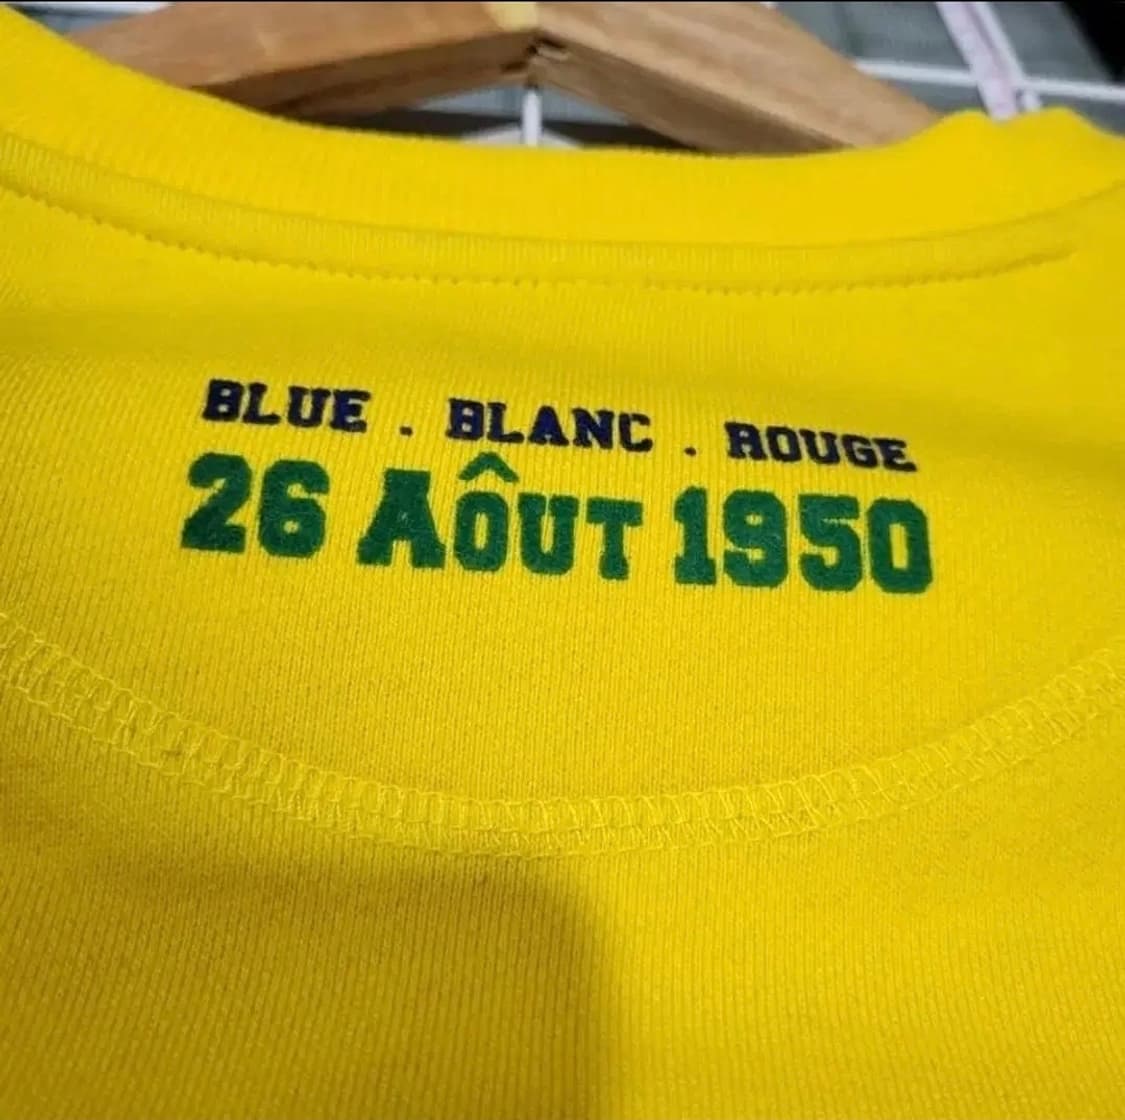 BLUE . BLANC . ROUGE
26 AÔUT 1950